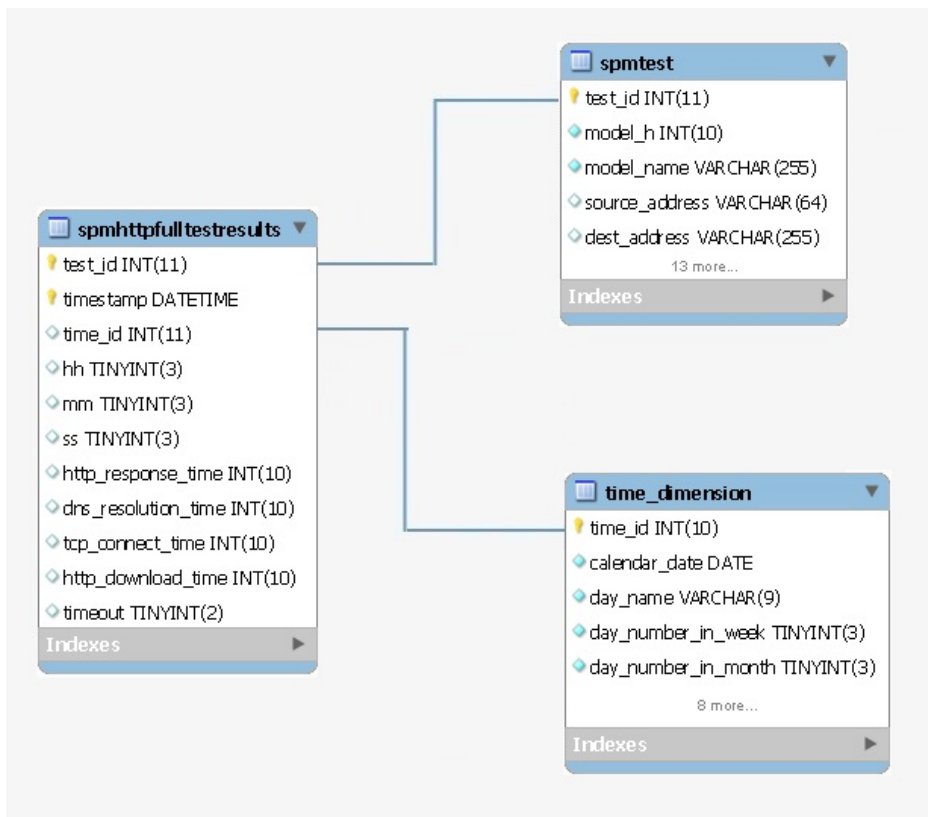 spmtest
test_id INT(11)
model_h INT(10)
model_name VARCHAR(255)
source_address VARCHAR(64)
dest_address VARCHAR(255)
13 more...
Indexes
spmhttpfulltestresults
test_id INT(11)
timestamp DATETIME
time_id INT(11)
hh TINYINT(3)
mm TINYINT(3)
ss TINYINT(3)
http_response_time INT(10)
dns_resolution_time INT(10)
tcp_connect_time INT(10)
http_download_time INT(10)
timeout TINYINT(2)
Indexes
time_dimension
time_id INT(10)
calendar_date DATE
day_name VARCHAR(9)
day_number_in_week TINYINT(3)
day_number_in_month TINYINT(3)
8 more...
Indexes